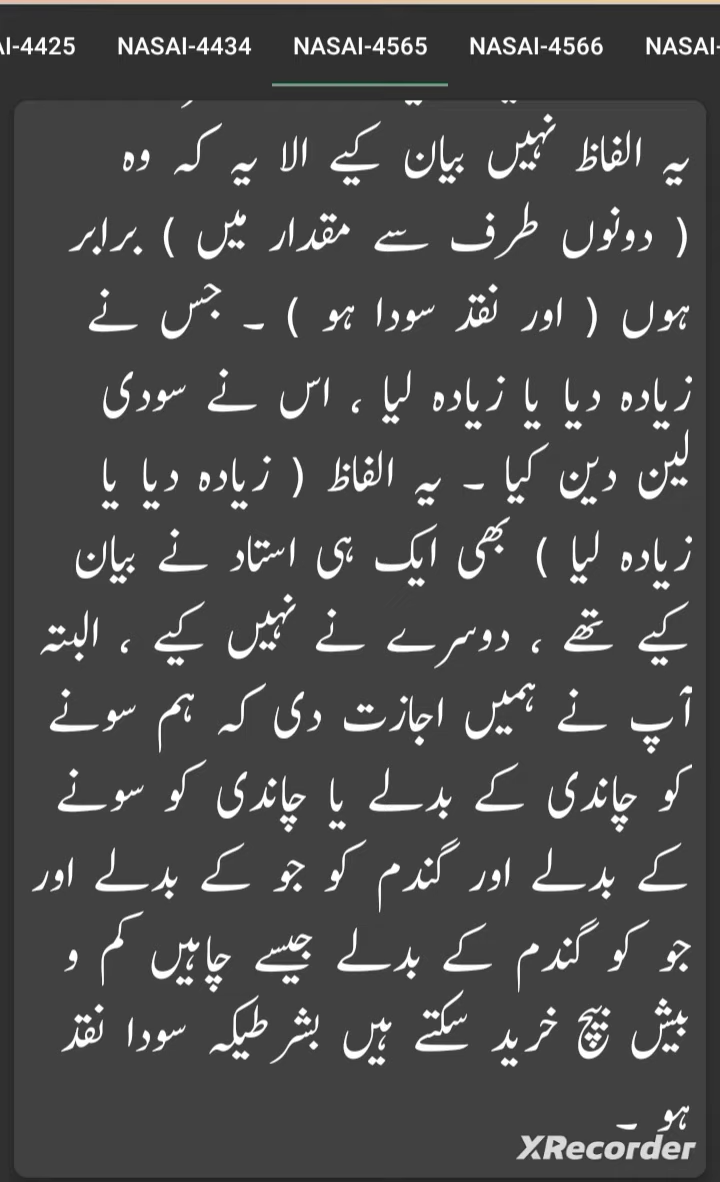 AI-4425 NASAI-4434 NASAI-4565 NASAI-4566 NASAI-
یہ الفاظ نہیں بیان کیے الا یہ کہ وہ
( دونوں طرف سے مقدار میں ) برابر
ہوں ( اور نقد سودا ہو ) ۔ جس نے
زیادہ دیا یا زیادہ لیا ، اس نے سودی
لین دین کیا ۔ یہ الفاظ ( زیادہ دیا یا
زیادہ لیا ) بھی ایک ہی استاد نے بیان
کیے تھے ، دوسرے نے نہیں کیے ، البتہ
آپ نے ہمیں اجازت دی کہ ہم سونے
کو چاندی کے بدلے یا چاندی کو سونے
کے بدلے اور گندم کو جو کے بدلے اور
جو کو گندم کے بدلے جیسے چاہیں کم و
بیش بیچ خرید سکتے ہیں بشرطیکہ سودا نقد
ہو ۔
XRecorder